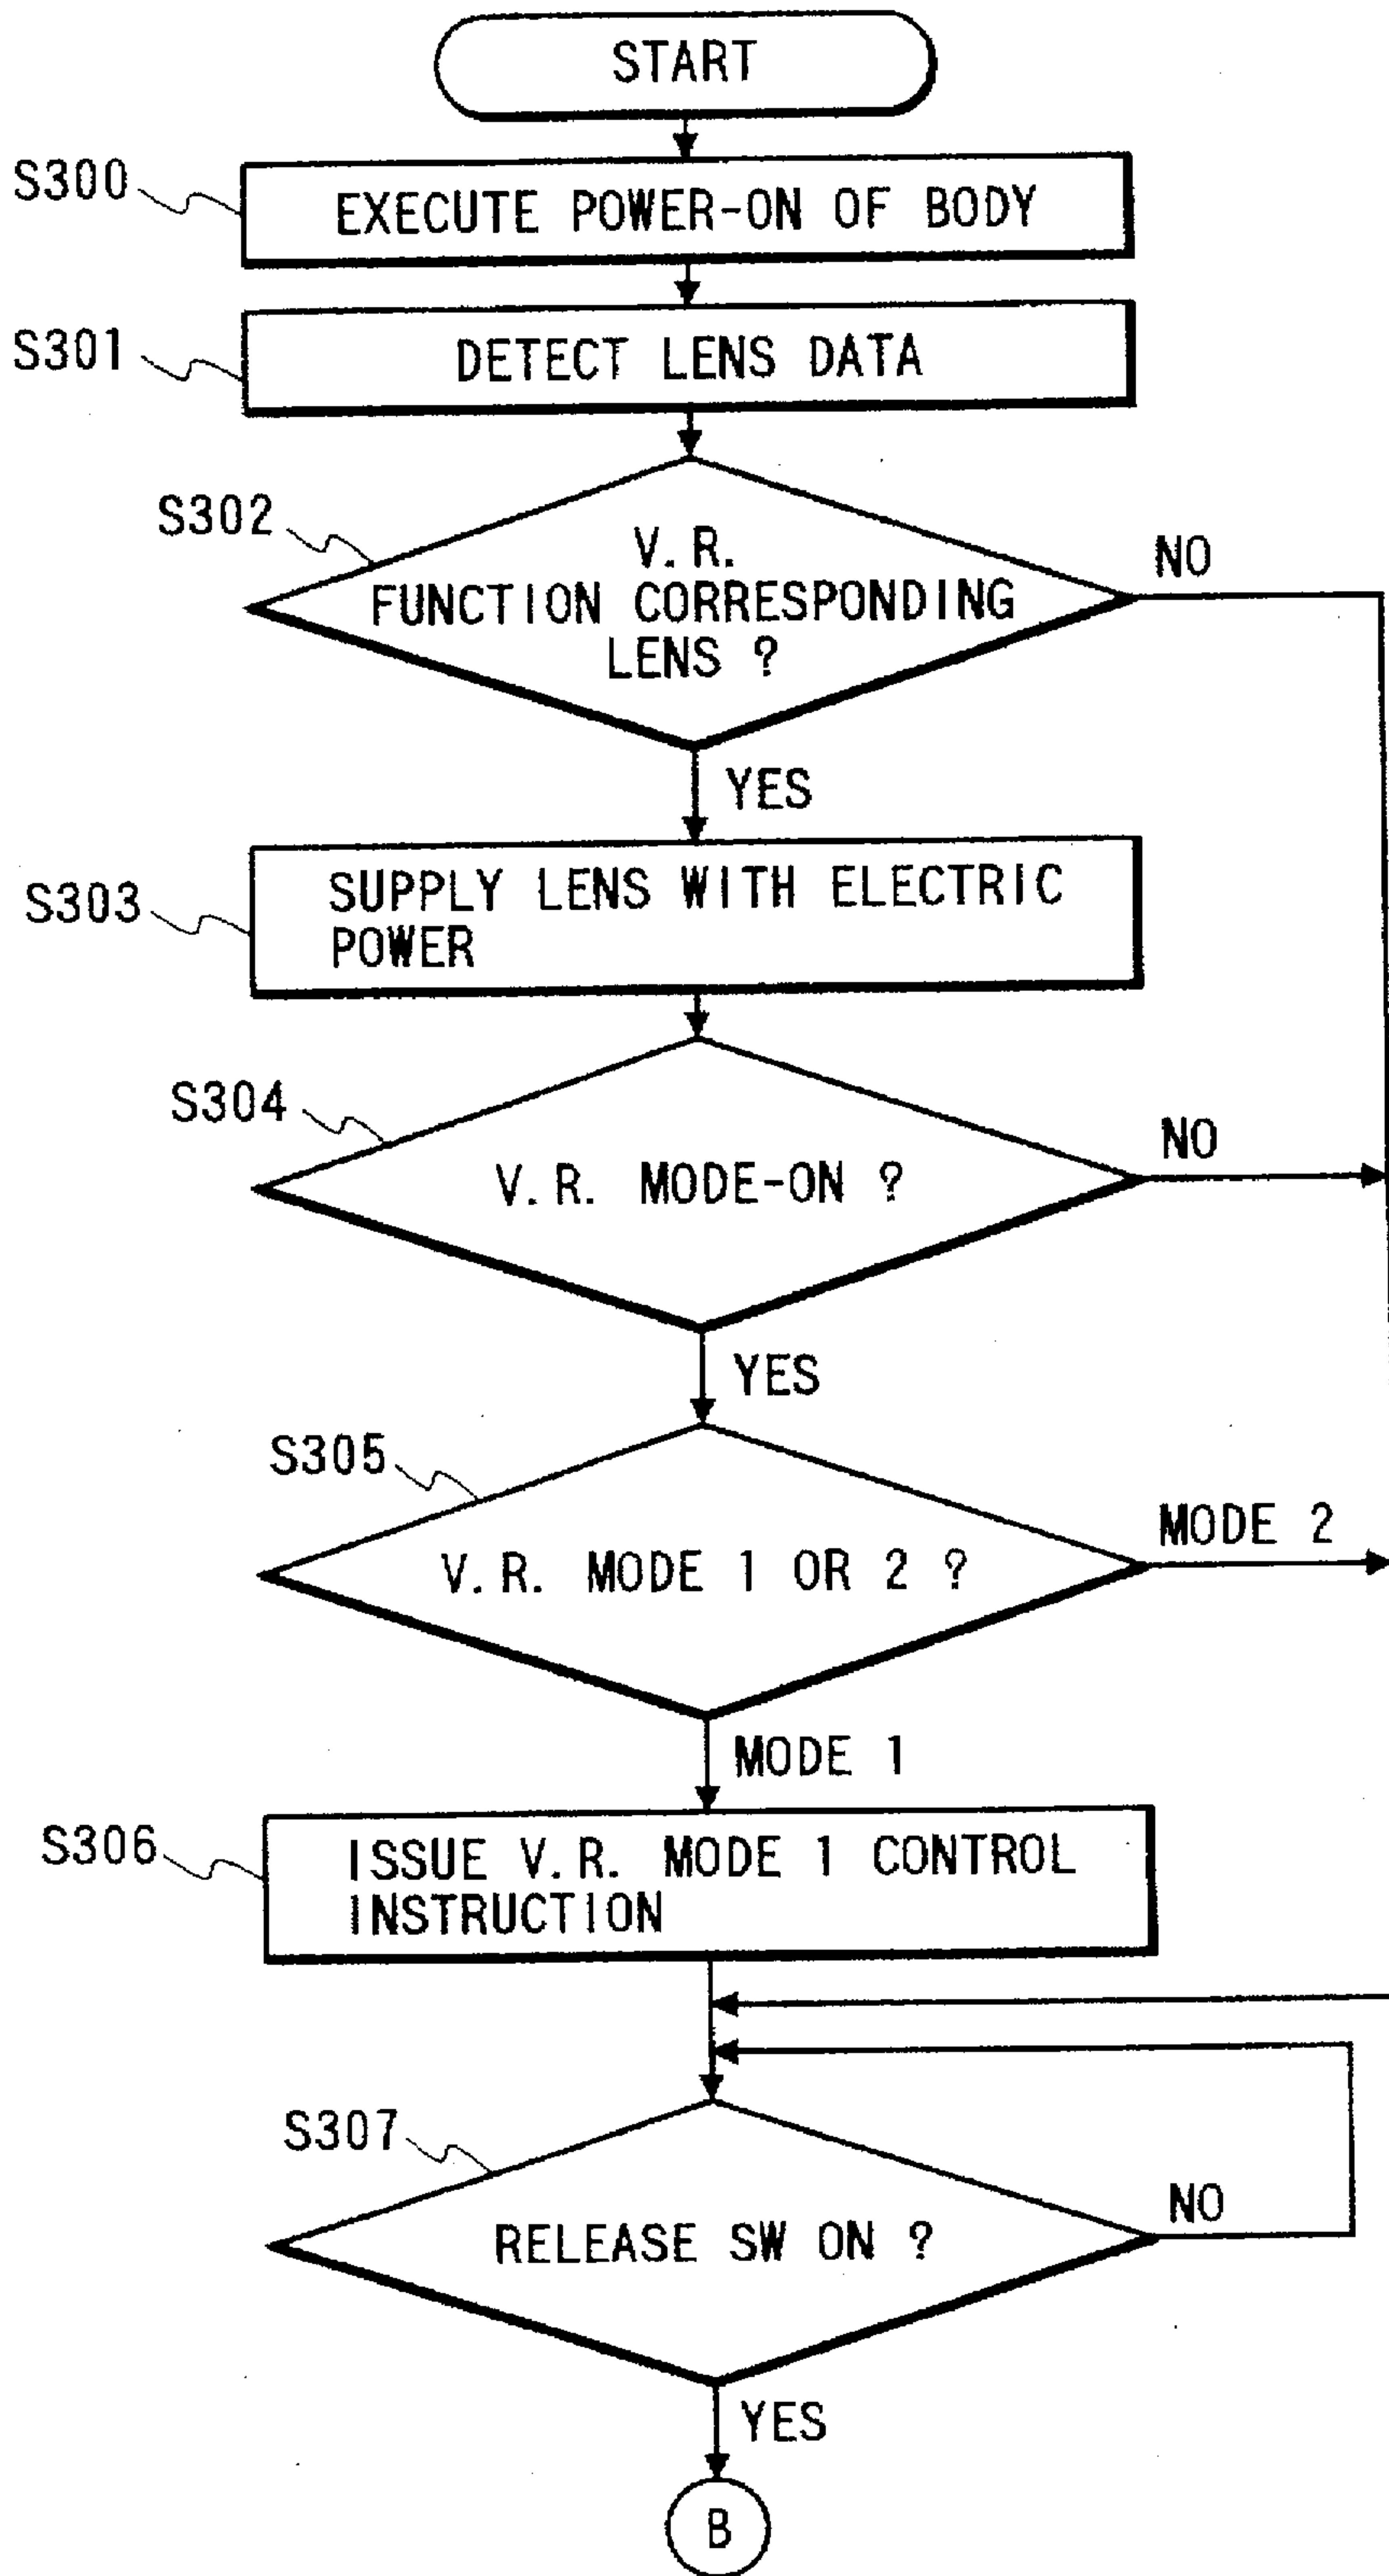 START
S300
EXECUTE POWER-ON OF BODY
S301
DETECT LENS DATA
S302
V.R.
FUNCTION CORRESPONDING
LENS ?
NO
YES
S303
SUPPLY LENS WITH ELECTRIC
POWER
S304
V.R. MODE-ON ?
NO
YES
S305
V.R. MODE 1 OR 2 ?
MODE 2
MODE 1
S306
ISSUE V.R. MODE 1 CONTROL
INSTRUCTION
S307
RELEASE SW ON ?
NO
YES
B